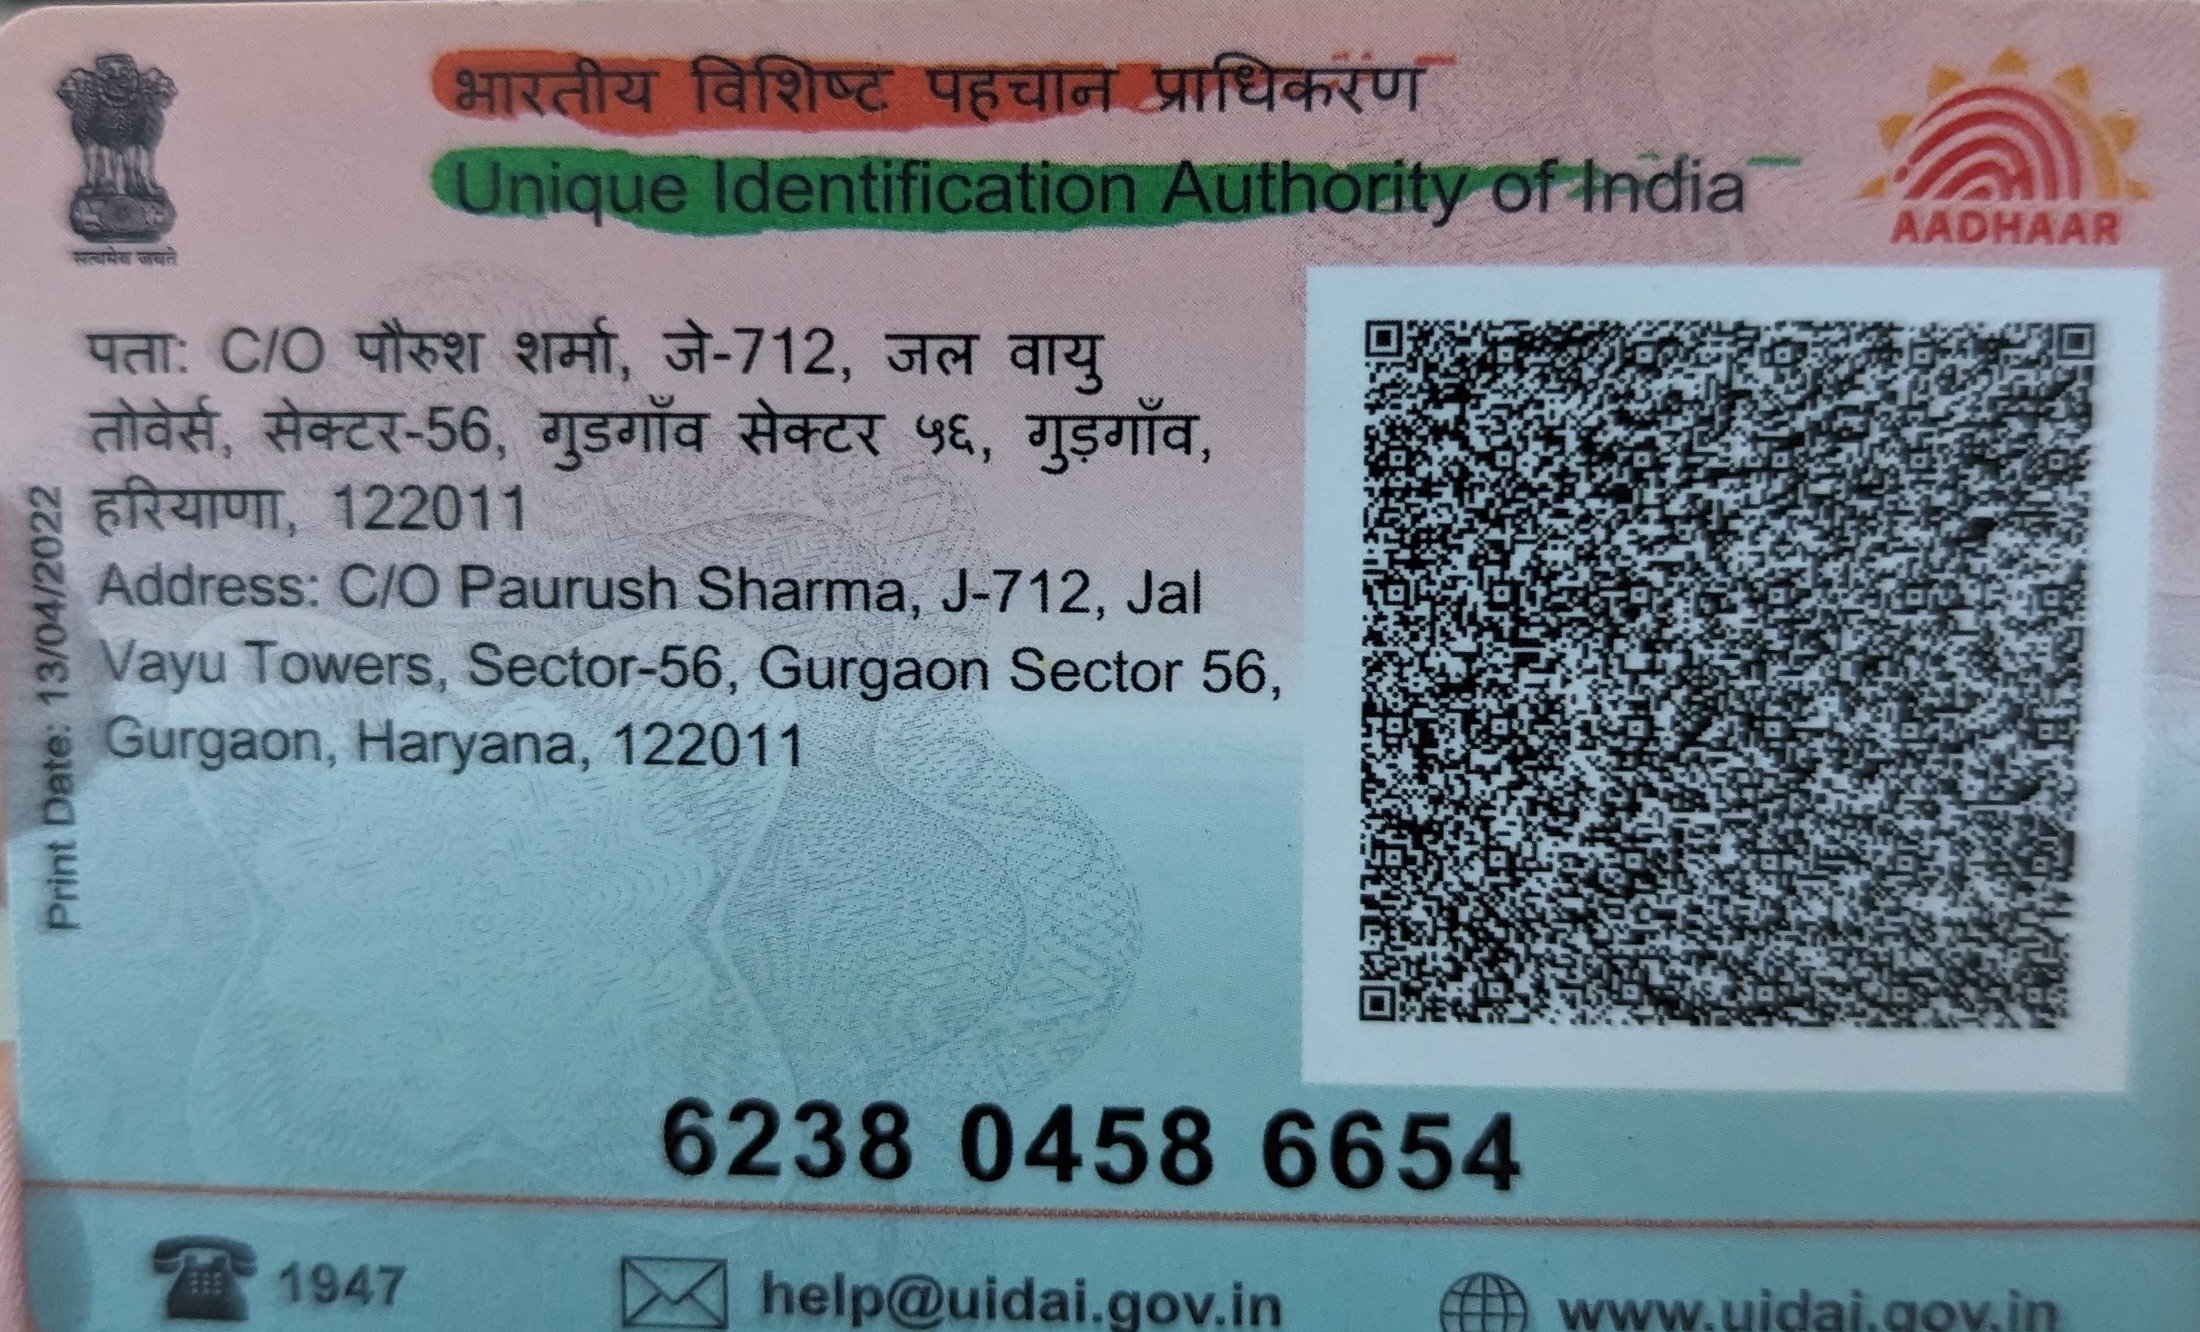 भारतीय विशिष्ट पहचान प्राधिकरण
Unique Identification Authority of India
सत्यमेव जयते
AADHAAR
पता: C/O पौरुश शर्मा, जे-712, जल वायु
तोवेर्स, सेक्टर-56, गुडगाँव सेक्टर ५६, गुड़गाँव,
हरियाणा, 122011
Address: C/O Paurush Sharma, J-712, Jal
Vayu Towers, Sector-56, Gurgaon Sector 56,
Gurgaon, Haryana, 122011
Print Date: 13/04/2022
6238 0458 6654
1947
help@uidai.gov.in
www.uidai.gov.in